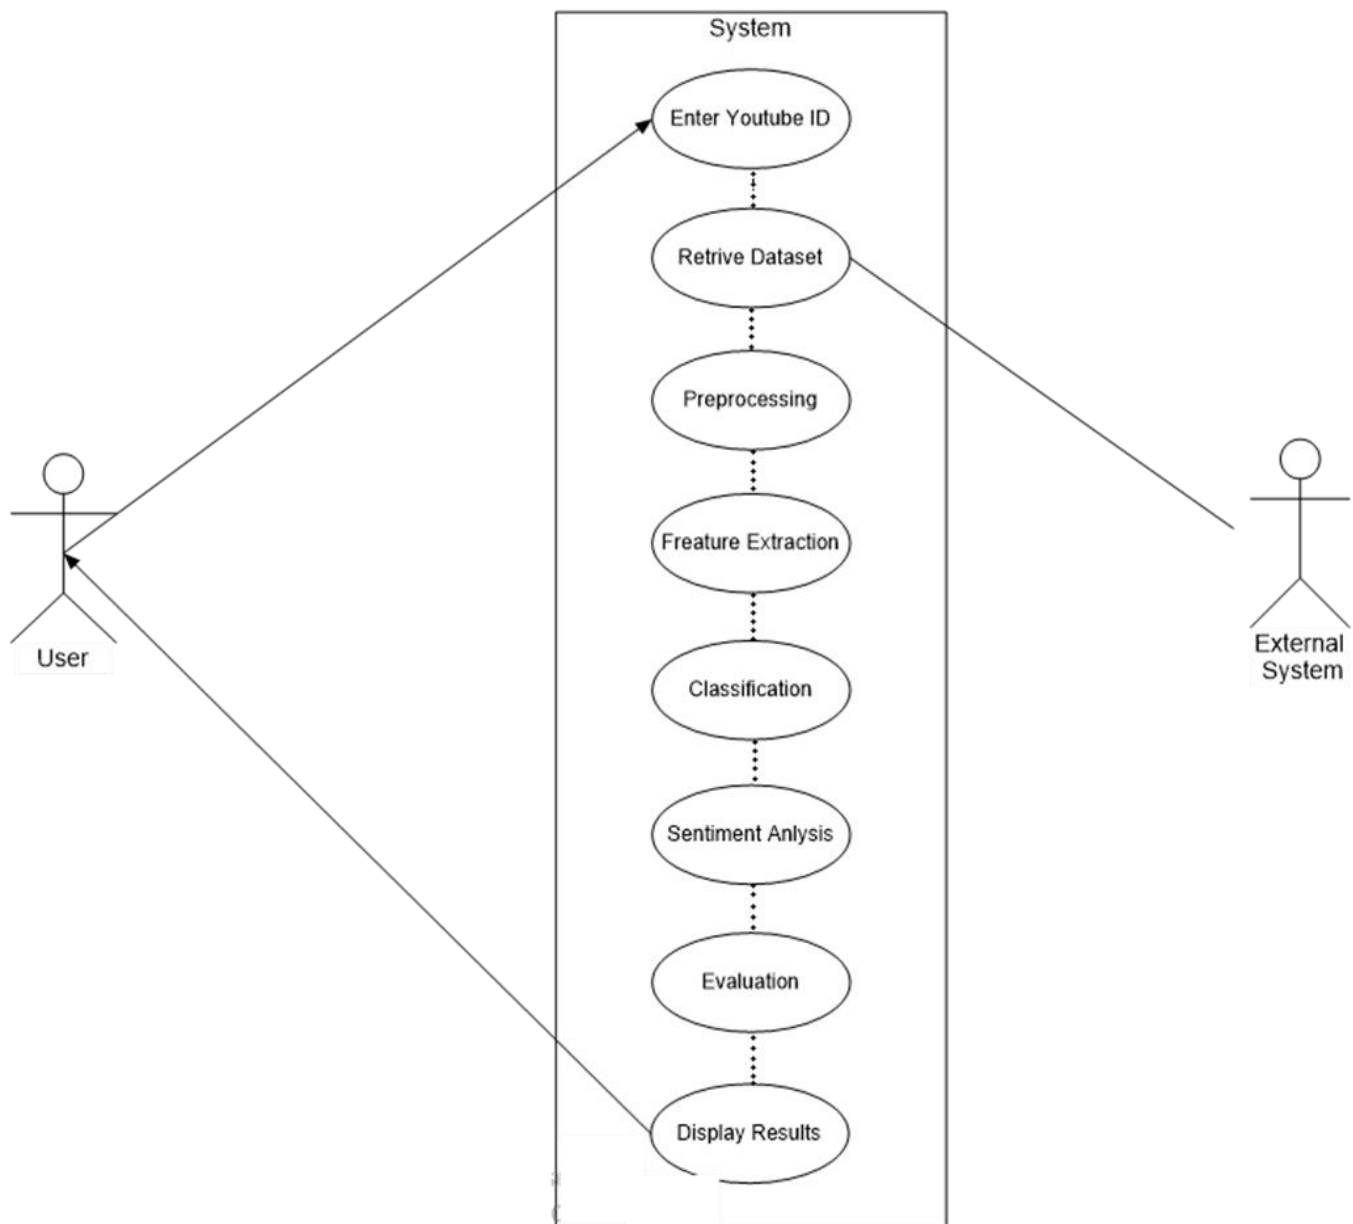 System
Enter Youtube ID
Retrive Dataset
Preprocessing
Freature Extraction
Classification
Sentiment Anlysis
Evaluation
Display Results
User
External
System